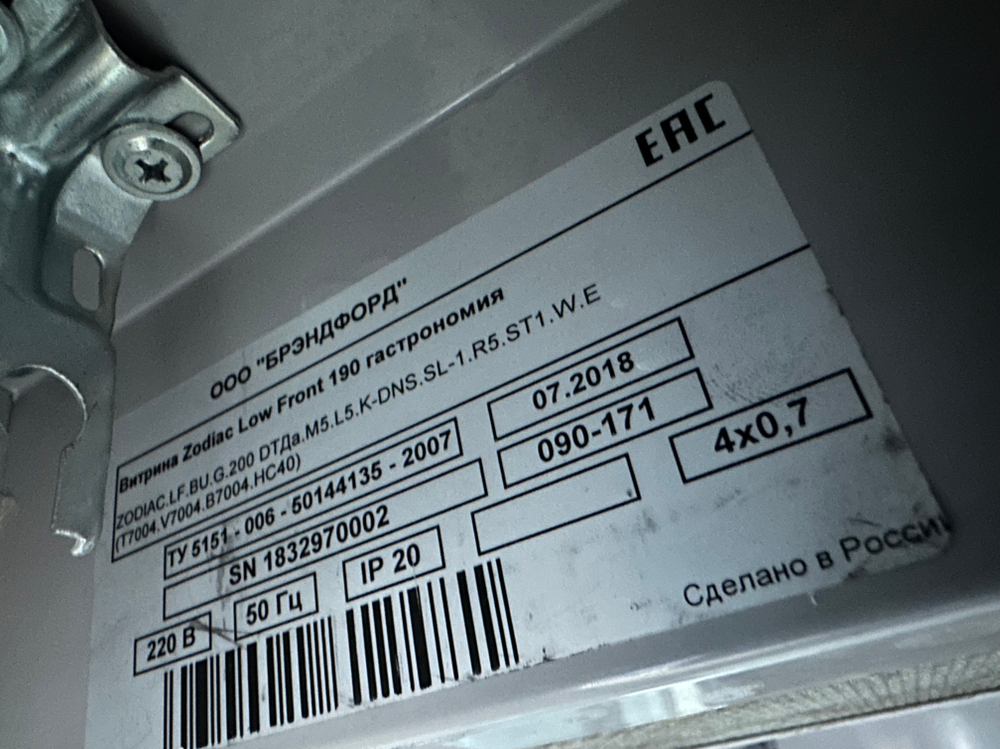 EAC
ООО "БРЭНДФОРД"
Витрина Zodiac Low Front 190 гастрономия
ZODIAC.LF.BU.G.200 DTДа.M5.L5.K-DNS.SL-1.R5.ST1.W.E
(T7004.V7004.B7004.HC40)
ТУ 5151 - 006 - 50144135 - 2007
07.2018
SN 1832970002
090-171
4x0,7
220 В
50 Гц
IP 20
Сделано в России